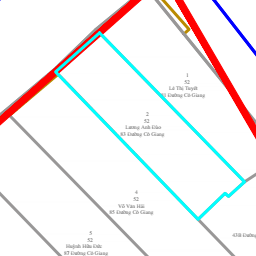 1
52
Lê Thị Tuyết
81 Đường Cô Giang
2
52
Lương Anh Đào
83 Đường Cô Giang
4
52
Võ Văn Hải
85 Đường Cô Giang
5
52
Huỳnh Hữu Đức
87 Đường Cô Giang
43B Đường